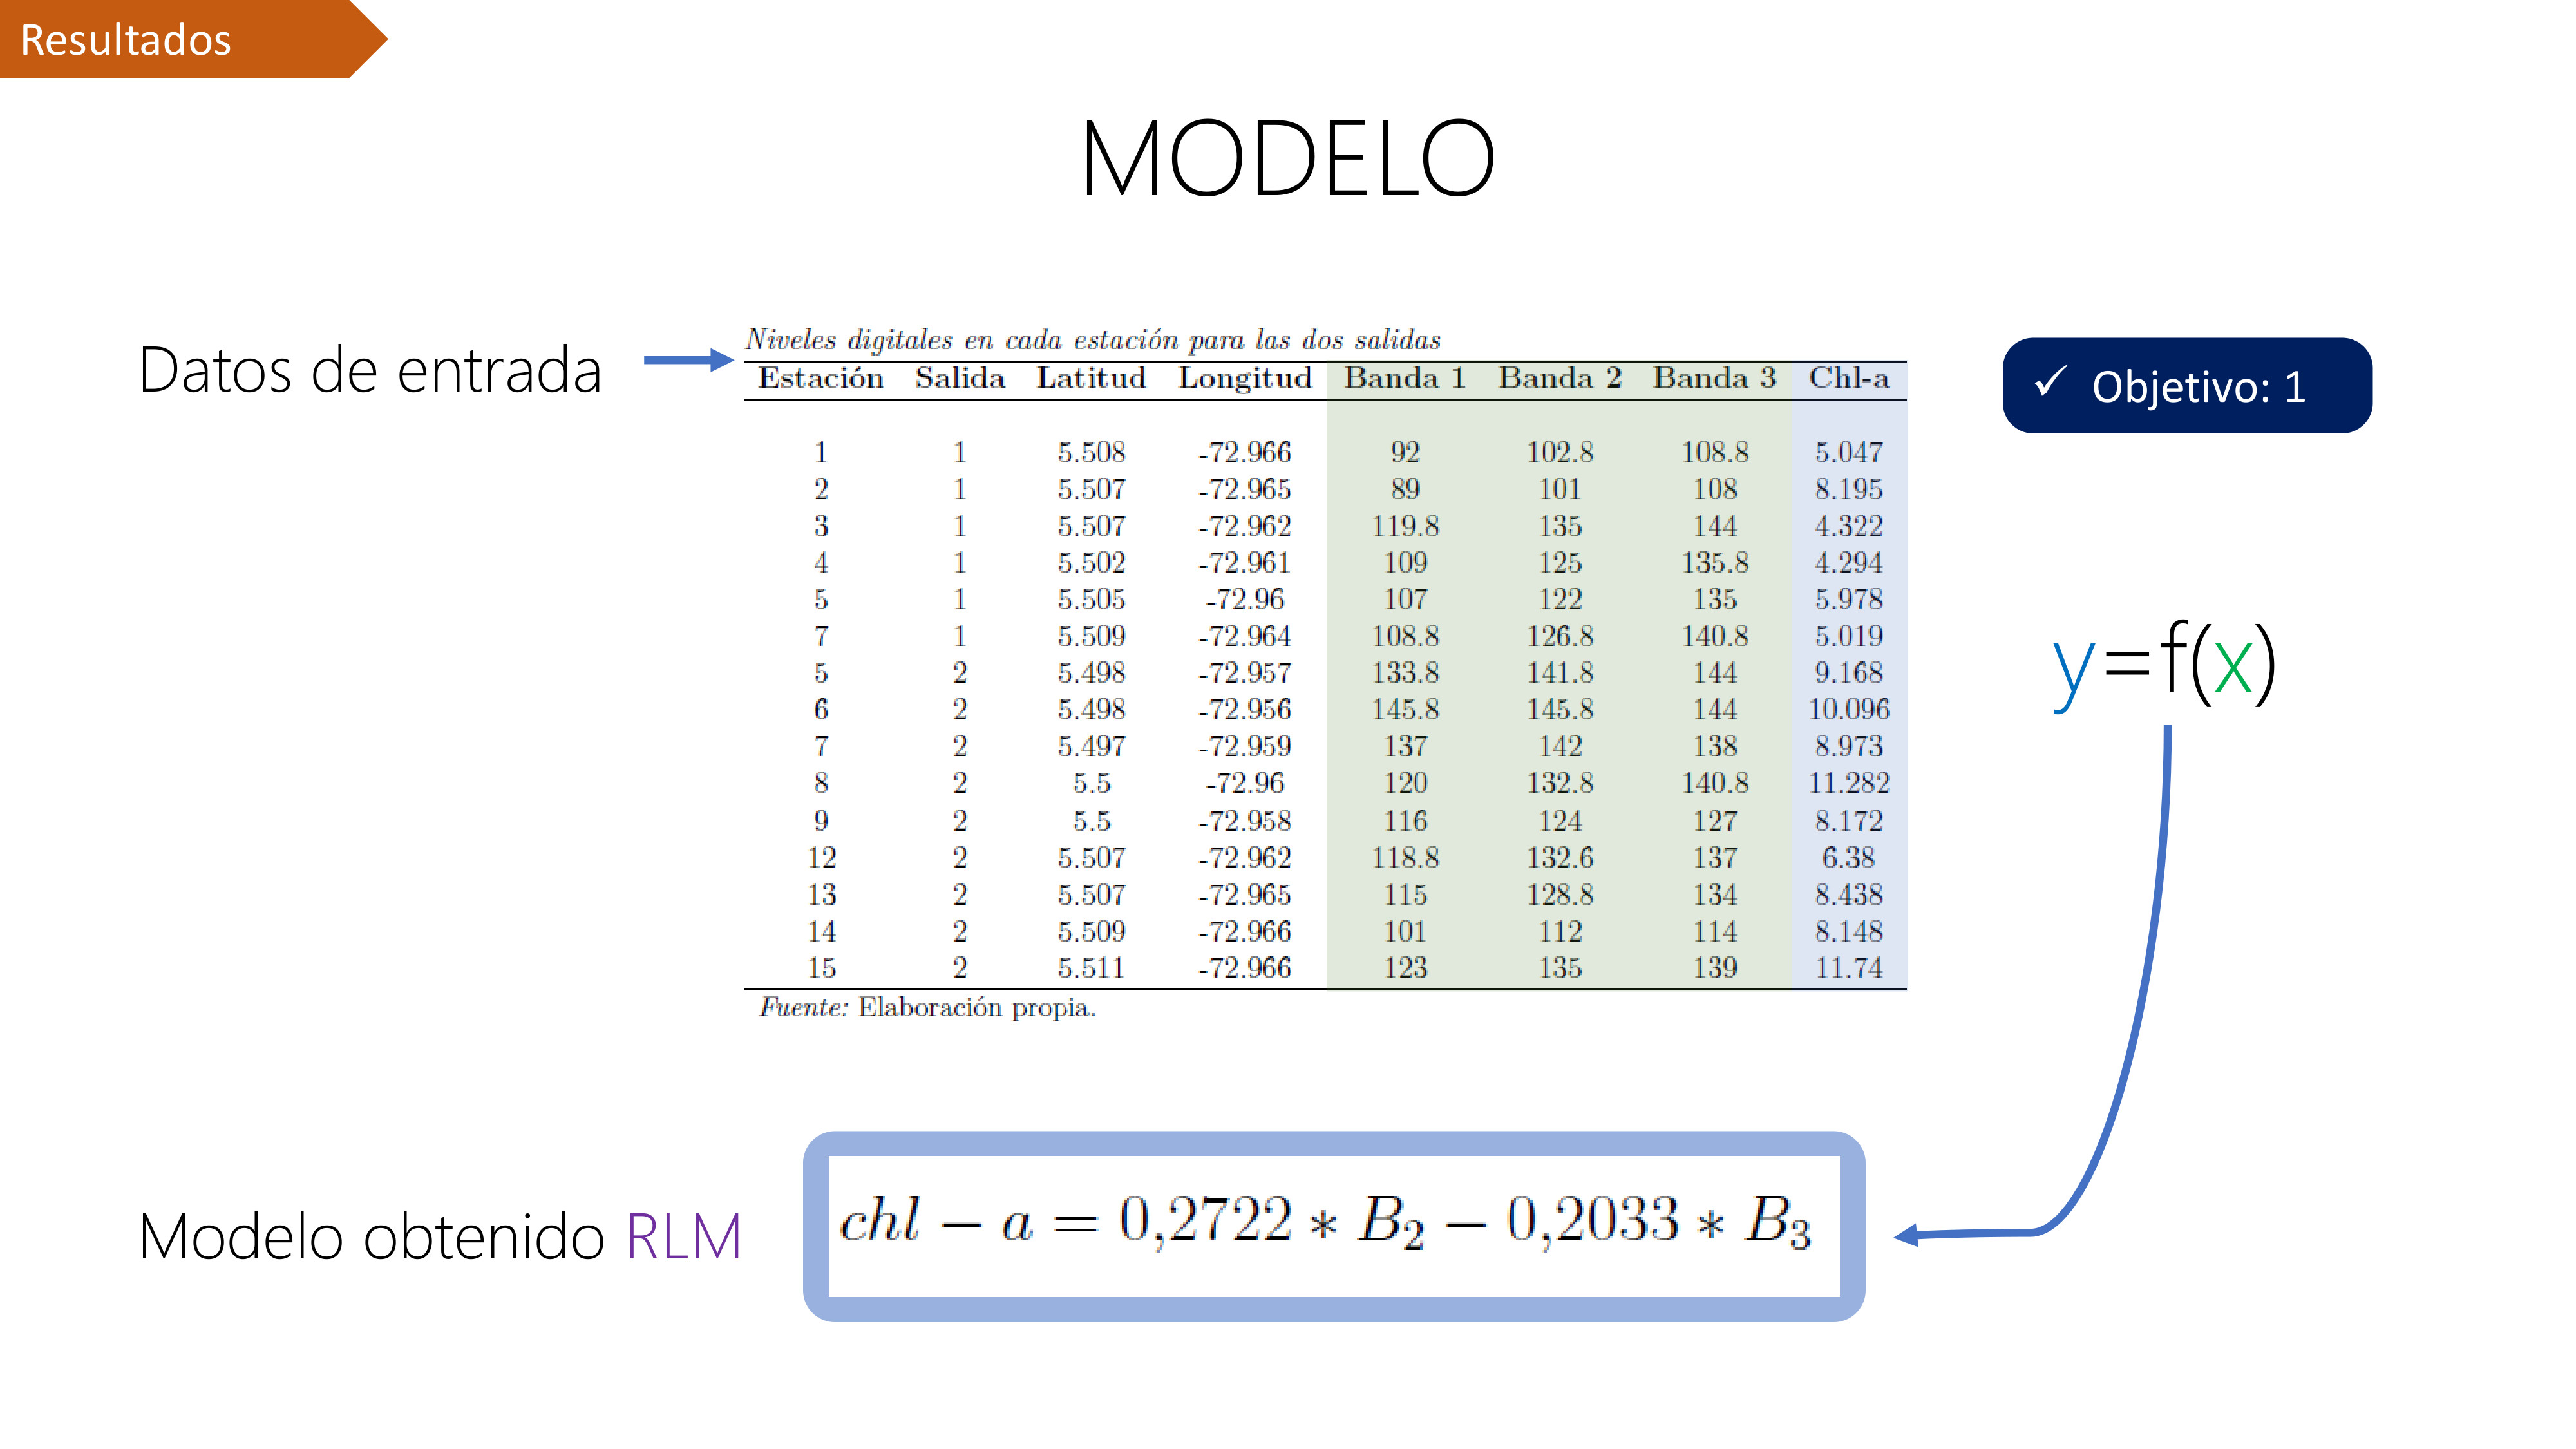 Resultados
MODELO
Datos de entrada
Niveles digitales en cada estación para las dos salidas
Estación Salida Latitud Longitud Banda 1 Banda 2 Banda 3 Chl-a
1 1 5.508 -72.966 92 102.8 108.8 5.047
2 1 5.507 -72.965 89 101 108 8.195
3 1 5.507 -72.962 119.8 135 144 4.322
4 1 5.502 -72.961 109 125 135.8 4.294
5 1 5.505 -72.96 107 122 135 5.978
7 1 5.509 -72.964 108.8 126.8 140.8 5.019
5 2 5.498 -72.957 133.8 141.8 144 9.168
6 2 5.498 -72.956 145.8 145.8 144 10.096
7 2 5.497 -72.959 137 142 138 8.973
8 2 5.5 -72.96 120 132.8 140.8 11.282
9 2 5.5 -72.958 116 124 127 8.172
12 2 5.507 -72.962 118.8 132.6 137 6.38
13 2 5.507 -72.965 115 128.8 134 8.438
14 2 5.509 -72.966 101 112 114 8.148
15 2 5.511 -72.966 123 135 139 11.74
Fuente: Elaboración propia.
✓ Objetivo: 1
y=f(x)
Modelo obtenido RLM
chl − a = 0,2722 * B₂ − 0,2033 * B₃